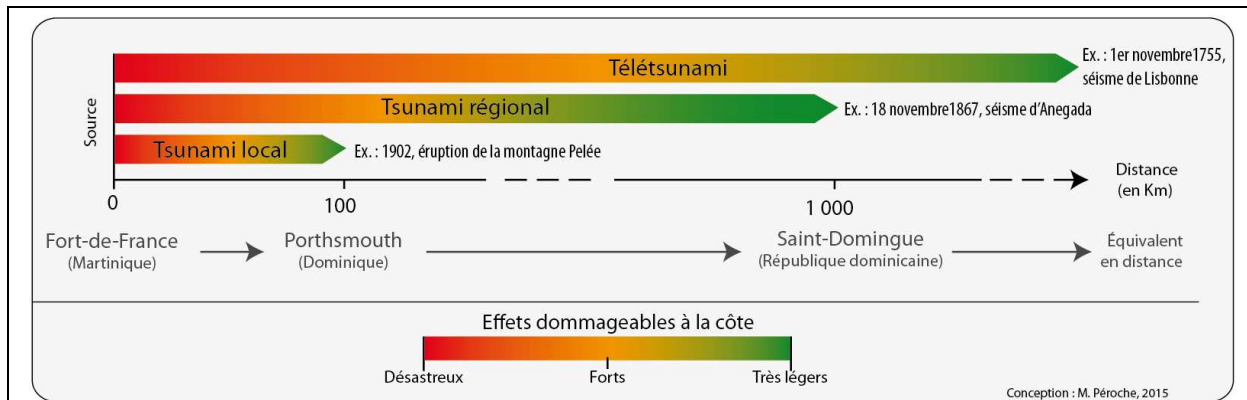 Source
Télétsunami
Ex. : 1er novembre1755,
séisme de Lisbonne
Tsunami régional
Ex. : 18 novembre1867, séisme d'Anegada
Tsunami local
Ex. : 1902, éruption de la montagne Pelée
Distance
(en Km)
0
100
1 000
Fort-de-France
(Martinique)
Porthsmouth
(Dominique)
Saint-Domingue
(République dominicaine)
Équivalent
en distance
Effets dommageables à la côte
Désastreux
Forts
Très légers
Conception : M. Péroche, 2015